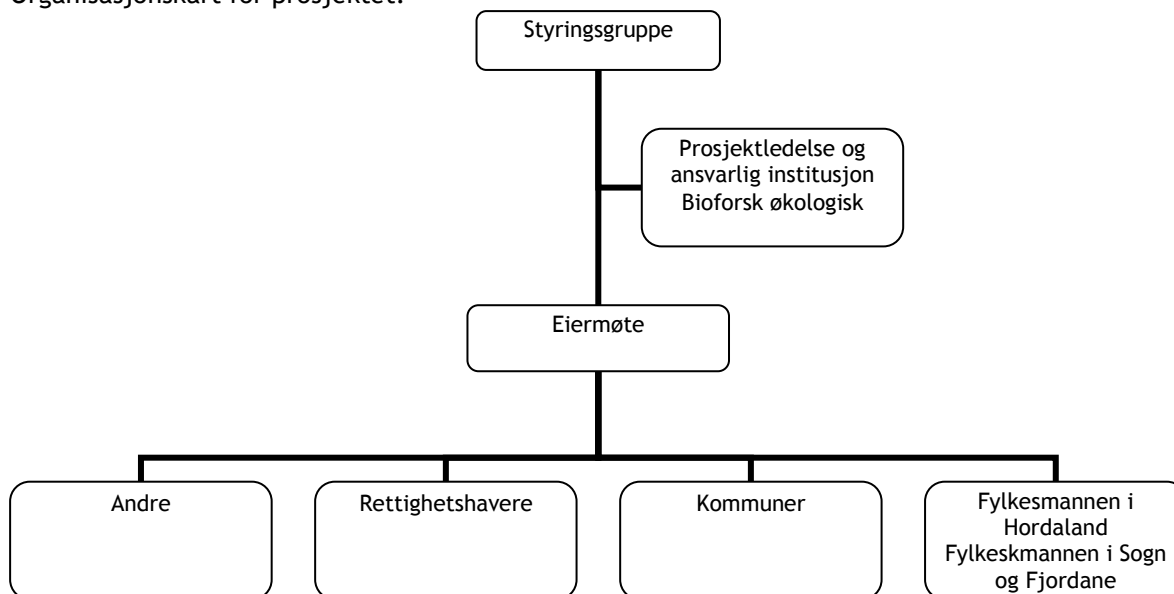 Organisasjonskart for prosjektet:
Styringsgruppe
Prosjektledelse og
ansvarlig institusjon
Bioforsk økologisk
Eiermøte
Andre
Rettighetshavere
Kommuner
Fylkesmannen i
Hordaland
Fylkeskmannen i Sogn
og Fjordane